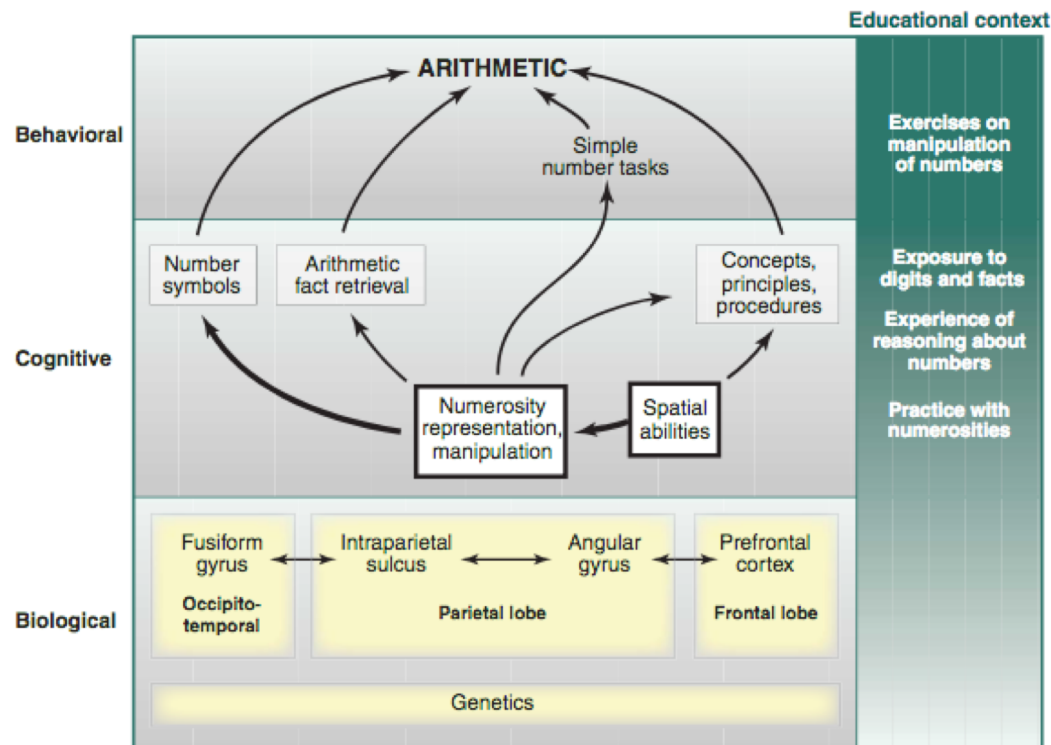 Educational context
Behavioral
ARITHMETIC
Simple
number tasks
Exercises on
manipulation
of numbers
Cognitive
Number
symbols
Arithmetic
fact retrieval
Concepts,
principles,
procedures
Numerosity
representation,
manipulation
Spatial
abilities
Exposure to
digits and facts
Experience of
reasoning about
numbers
Practice with
numerosities
Biological
Fusiform
gyrus
Occipito-
temporal
Intraparietal
sulcus
Angular
gyrus
Parietal lobe
Prefrontal
cortex
Frontal lobe
Genetics